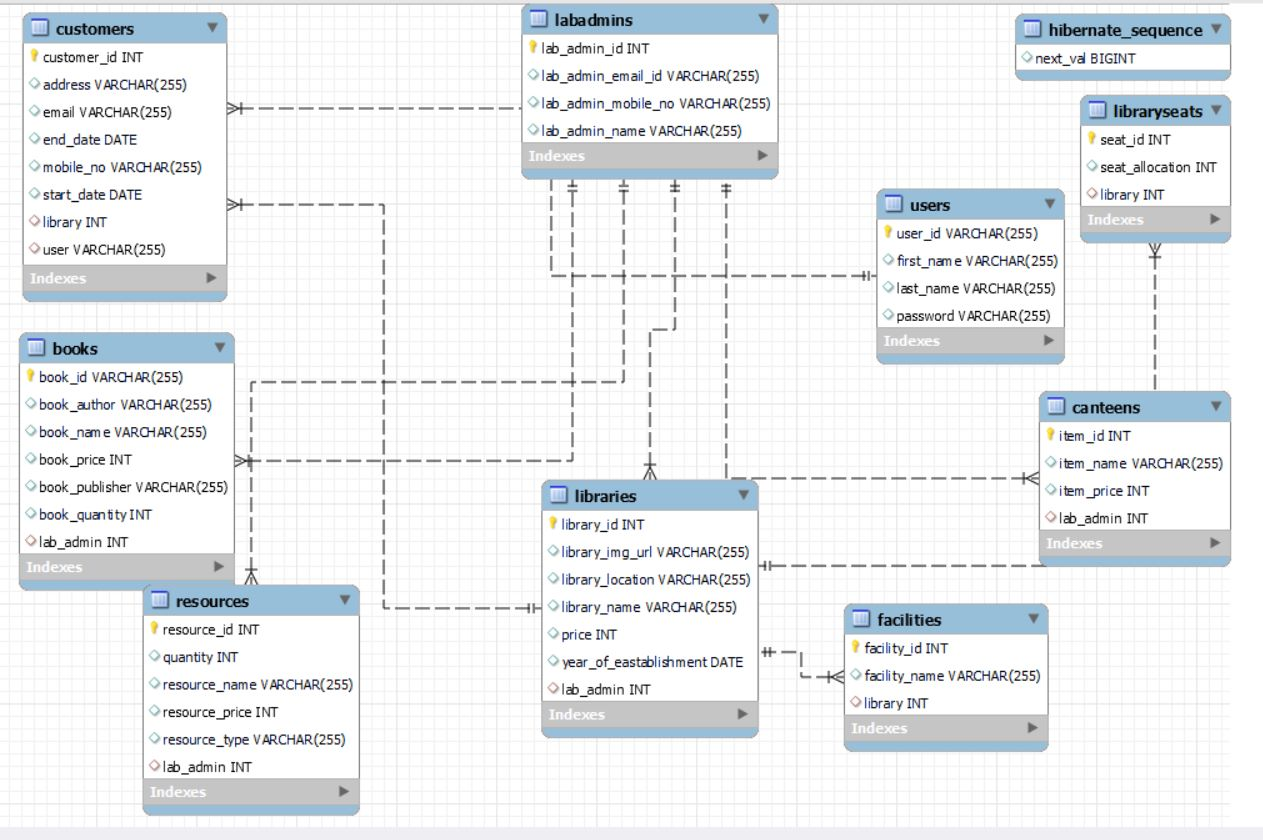 customers
customer_id INT
address VARCHAR(255)
email VARCHAR(255)
end_date DATE
mobile_no VARCHAR(255)
start_date DATE
library INT
user VARCHAR(255)
Indexes
labadmins
lab_admin_id INT
lab_admin_email_id VARCHAR(255)
lab_admin_mobile_no VARCHAR(255)
lab_admin_name VARCHAR(255)
Indexes
hibernate_sequence
next_val BIGINT
libraryseats
seat_id INT
seat_allocation INT
library INT
Indexes
users
user_id VARCHAR(255)
first_name VARCHAR(255)
last_name VARCHAR(255)
password VARCHAR(255)
Indexes
books
book_id VARCHAR(255)
book_author VARCHAR(255)
book_name VARCHAR(255)
book_price INT
book_publisher VARCHAR(255)
book_quantity INT
lab_admin INT
Indexes
canteens
item_id INT
item_name VARCHAR(255)
item_price INT
lab_admin INT
Indexes
libraries
library_id INT
library_img_url VARCHAR(255)
library_location VARCHAR(255)
library_name VARCHAR(255)
price INT
year_of_eastablishment DATE
lab_admin INT
Indexes
resources
resource_id INT
quantity INT
resource_name VARCHAR(255)
resource_price INT
resource_type VARCHAR(255)
lab_admin INT
Indexes
facilities
facility_id INT
facility_name VARCHAR(255)
library INT
Indexes